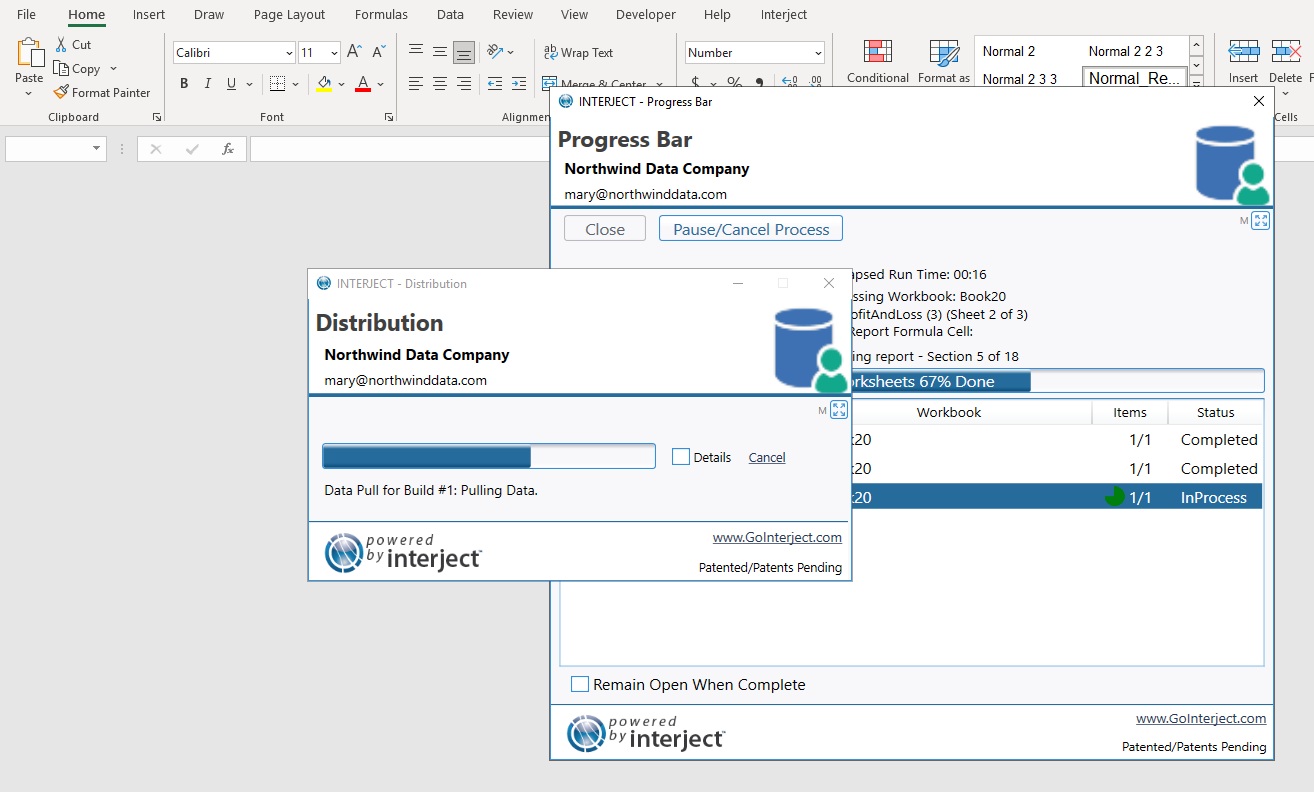 File Home Insert Draw Page Layout Formulas Data Review View Developer Help Interject
Paste
Cut
Copy
Format Painter
Clipboard
Calibri 11
B I U
Font
Wrap Text
Merge & Center
Alignmen
Number
$ %
Conditional
Format as
Normal 2 Normal 2 2 3
Normal 2 3 3 Normal_Re...
Insert Delete F
Cells
fx
INTERJECT - Progress Bar
Progress Bar
Northwind Data Company
mary@northwinddata.com
Close Pause/Cancel Process
M
apsed Run Time: 00:16
ssing Workbook: Book20
ofitAndLoss (3) (Sheet 2 of 3)
Report Formula Cell:
ing report - Section 5 of 18
rksheets 67% Done
Workbook Items Status
k20 1/1 Completed
k20 1/1 Completed
k20 1/1 InProcess
Remain Open When Complete
powered
by interject™
www.GoInterject.com
Patented/Patents Pending
INTERJECT - Distribution
Distribution
Northwind Data Company
mary@northwinddata.com
M
Details Cancel
Data Pull for Build #1: Pulling Data.
powered
by interject™
www.GoInterject.com
Patented/Patents Pending